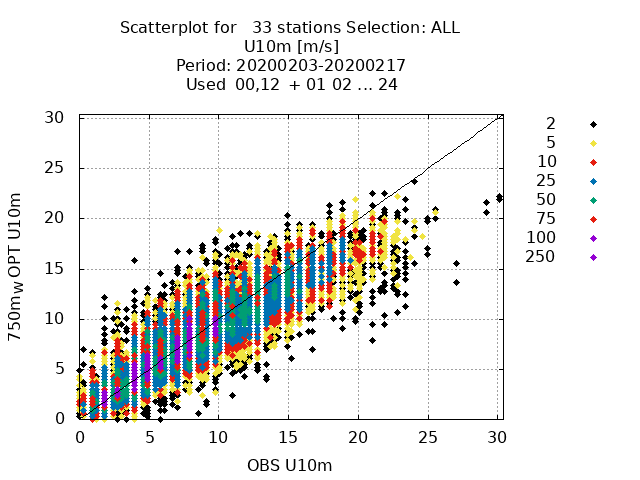 Scatterplot for 33 stations Selection: ALL
U10m [m/s]
Period: 20200203-20200217
Used 00,12 + 01 02 ... 24
30
25
20
15
10
5
0
0 5 10 15 20 25 30
750m_W OPT U10m
OBS U10m
2
5
10
25
50
75
100
250